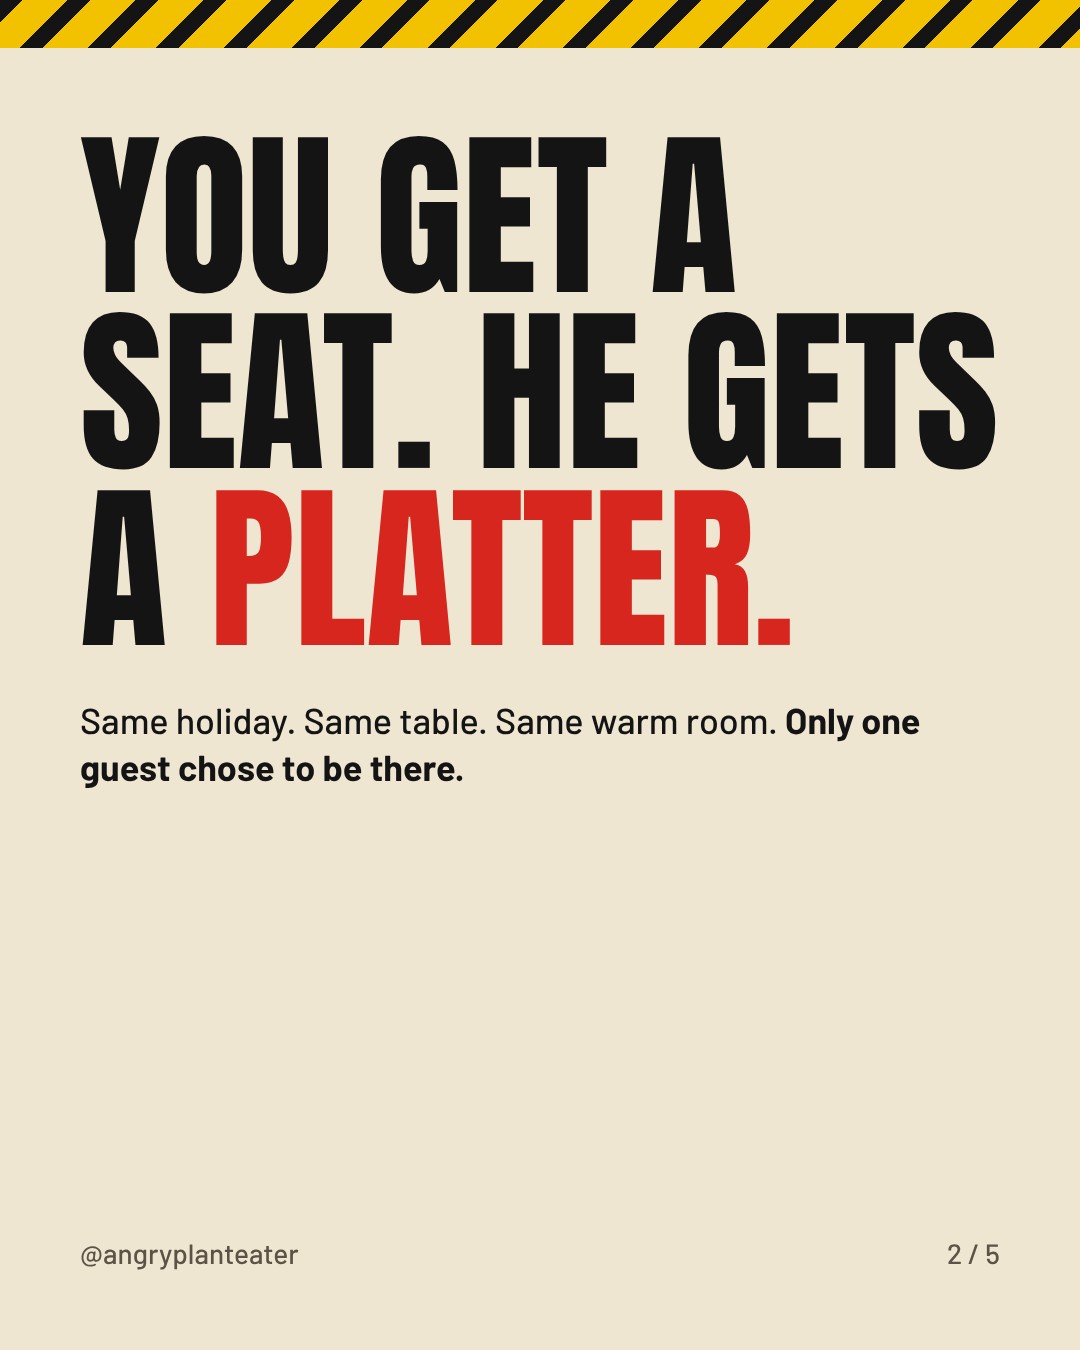 YOU GET A
SEAT. HE GETS
A PLATTER.
Same holiday. Same table. Same warm room. Only one
guest chose to be there.
@angryplanteater
2 / 5